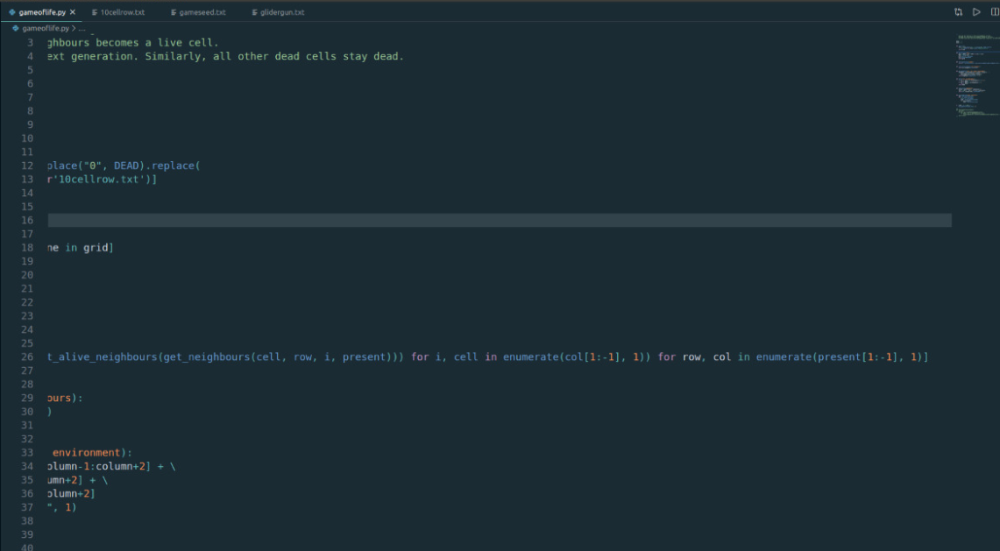 gameoflife.py × 10cellrow.txt gameseed.txt glidergun.txt
gameoflife.py > ...
3 ghbours becomes a live cell.
4 ext generation. Similarly, all other dead cells stay dead.
5
6
7
8
9
10
11
12 place("0", DEAD).replace(
13 r'10cellrow.txt')]
14
15
16
17
18 ne in grid]
19
20
21
22
23
24
25
26 t_alive_neighbours(get_neighbours(cell, row, i, present))) for i, cell in enumerate(col[1:-1], 1)) for row, col in enumerate(present[1:-1], 1)]
27
28
29 ours):
30 )
31
32
33 environment):
34 olumn-1:column+2] + \
35 umn+2] + \
36 olumn+2]
37 ", 1)
38
39
40